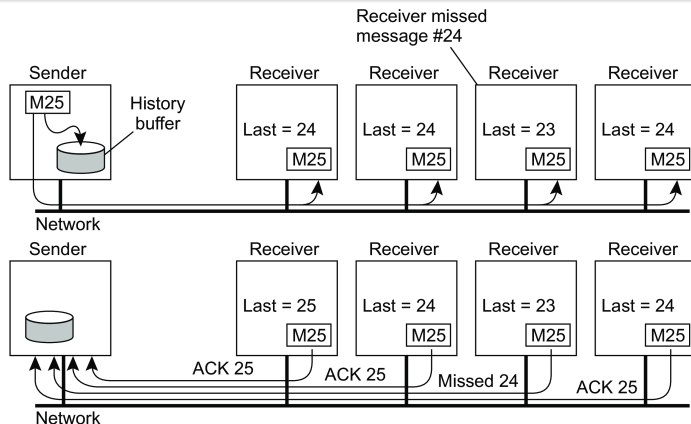 Receiver missed
message #24
Sender
Receiver
Receiver
Receiver
Receiver
M25
History
buffer
Last = 24
Last = 24
Last = 23
Last = 24
M25
M25
M25
M25
Network
Sender
Receiver
Receiver
Receiver
Receiver
Last = 25
Last = 24
Last = 23
Last = 24
M25
M25
M25
M25
ACK 25
ACK 25
Missed 24
ACK 25
Network